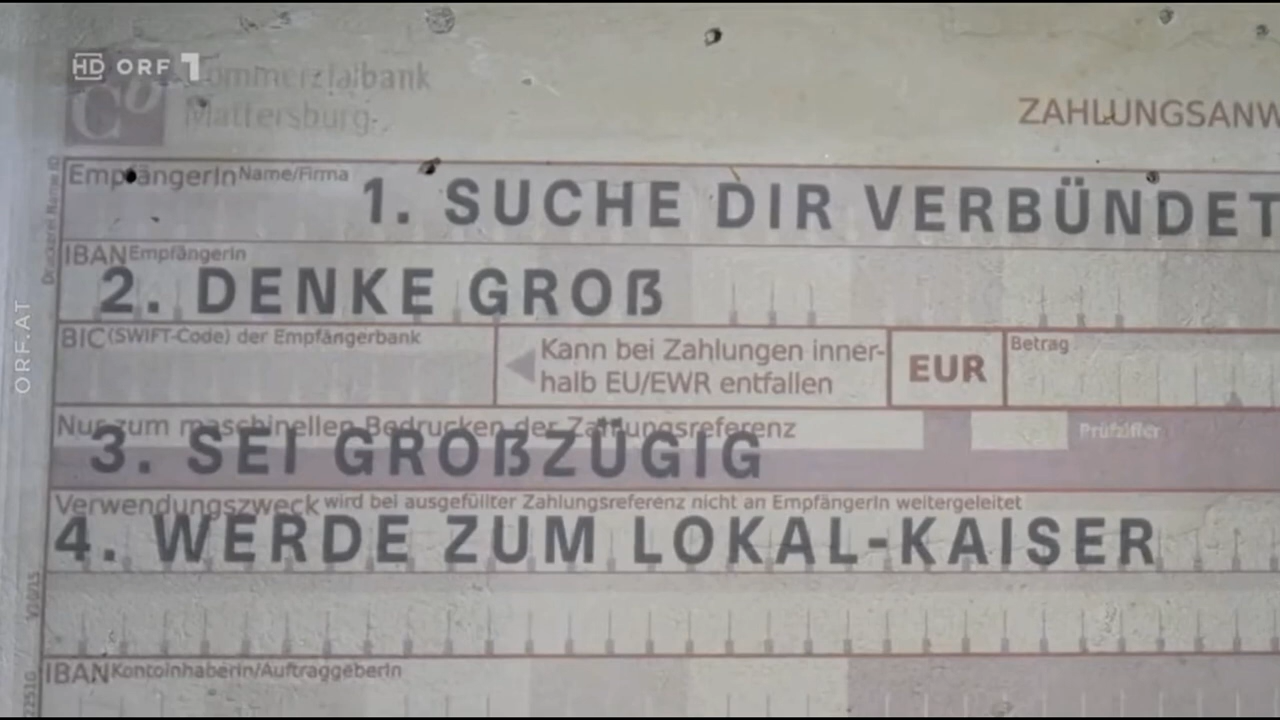 HD ORF 1
Commerzialbank
Mattersburg
ZAHLUNGSANW
EmpfängerIn Name/Firma
1. SUCHE DIR VERBÜNDET
IBAN EmpfängerIn
2. DENKE GROß
BIC (SWIFT-Code) der Empfängerbank
Kann bei Zahlungen inner-
halb EU/EWR entfallen
EUR
Betrag
Nur zum maschinellen Bedrucken der Zahlungsreferenz
Prüfziffer
3. SEI GROßZÜGIG
Verwendungszweck wird bei ausgefüllter Zahlungsreferenz nicht an EmpfängerIn weitergeleitet
4. WERDE ZUM LOKAL-KAISER
IBAN KontoinhaberIn/AuftraggeberIn
ORF.AT